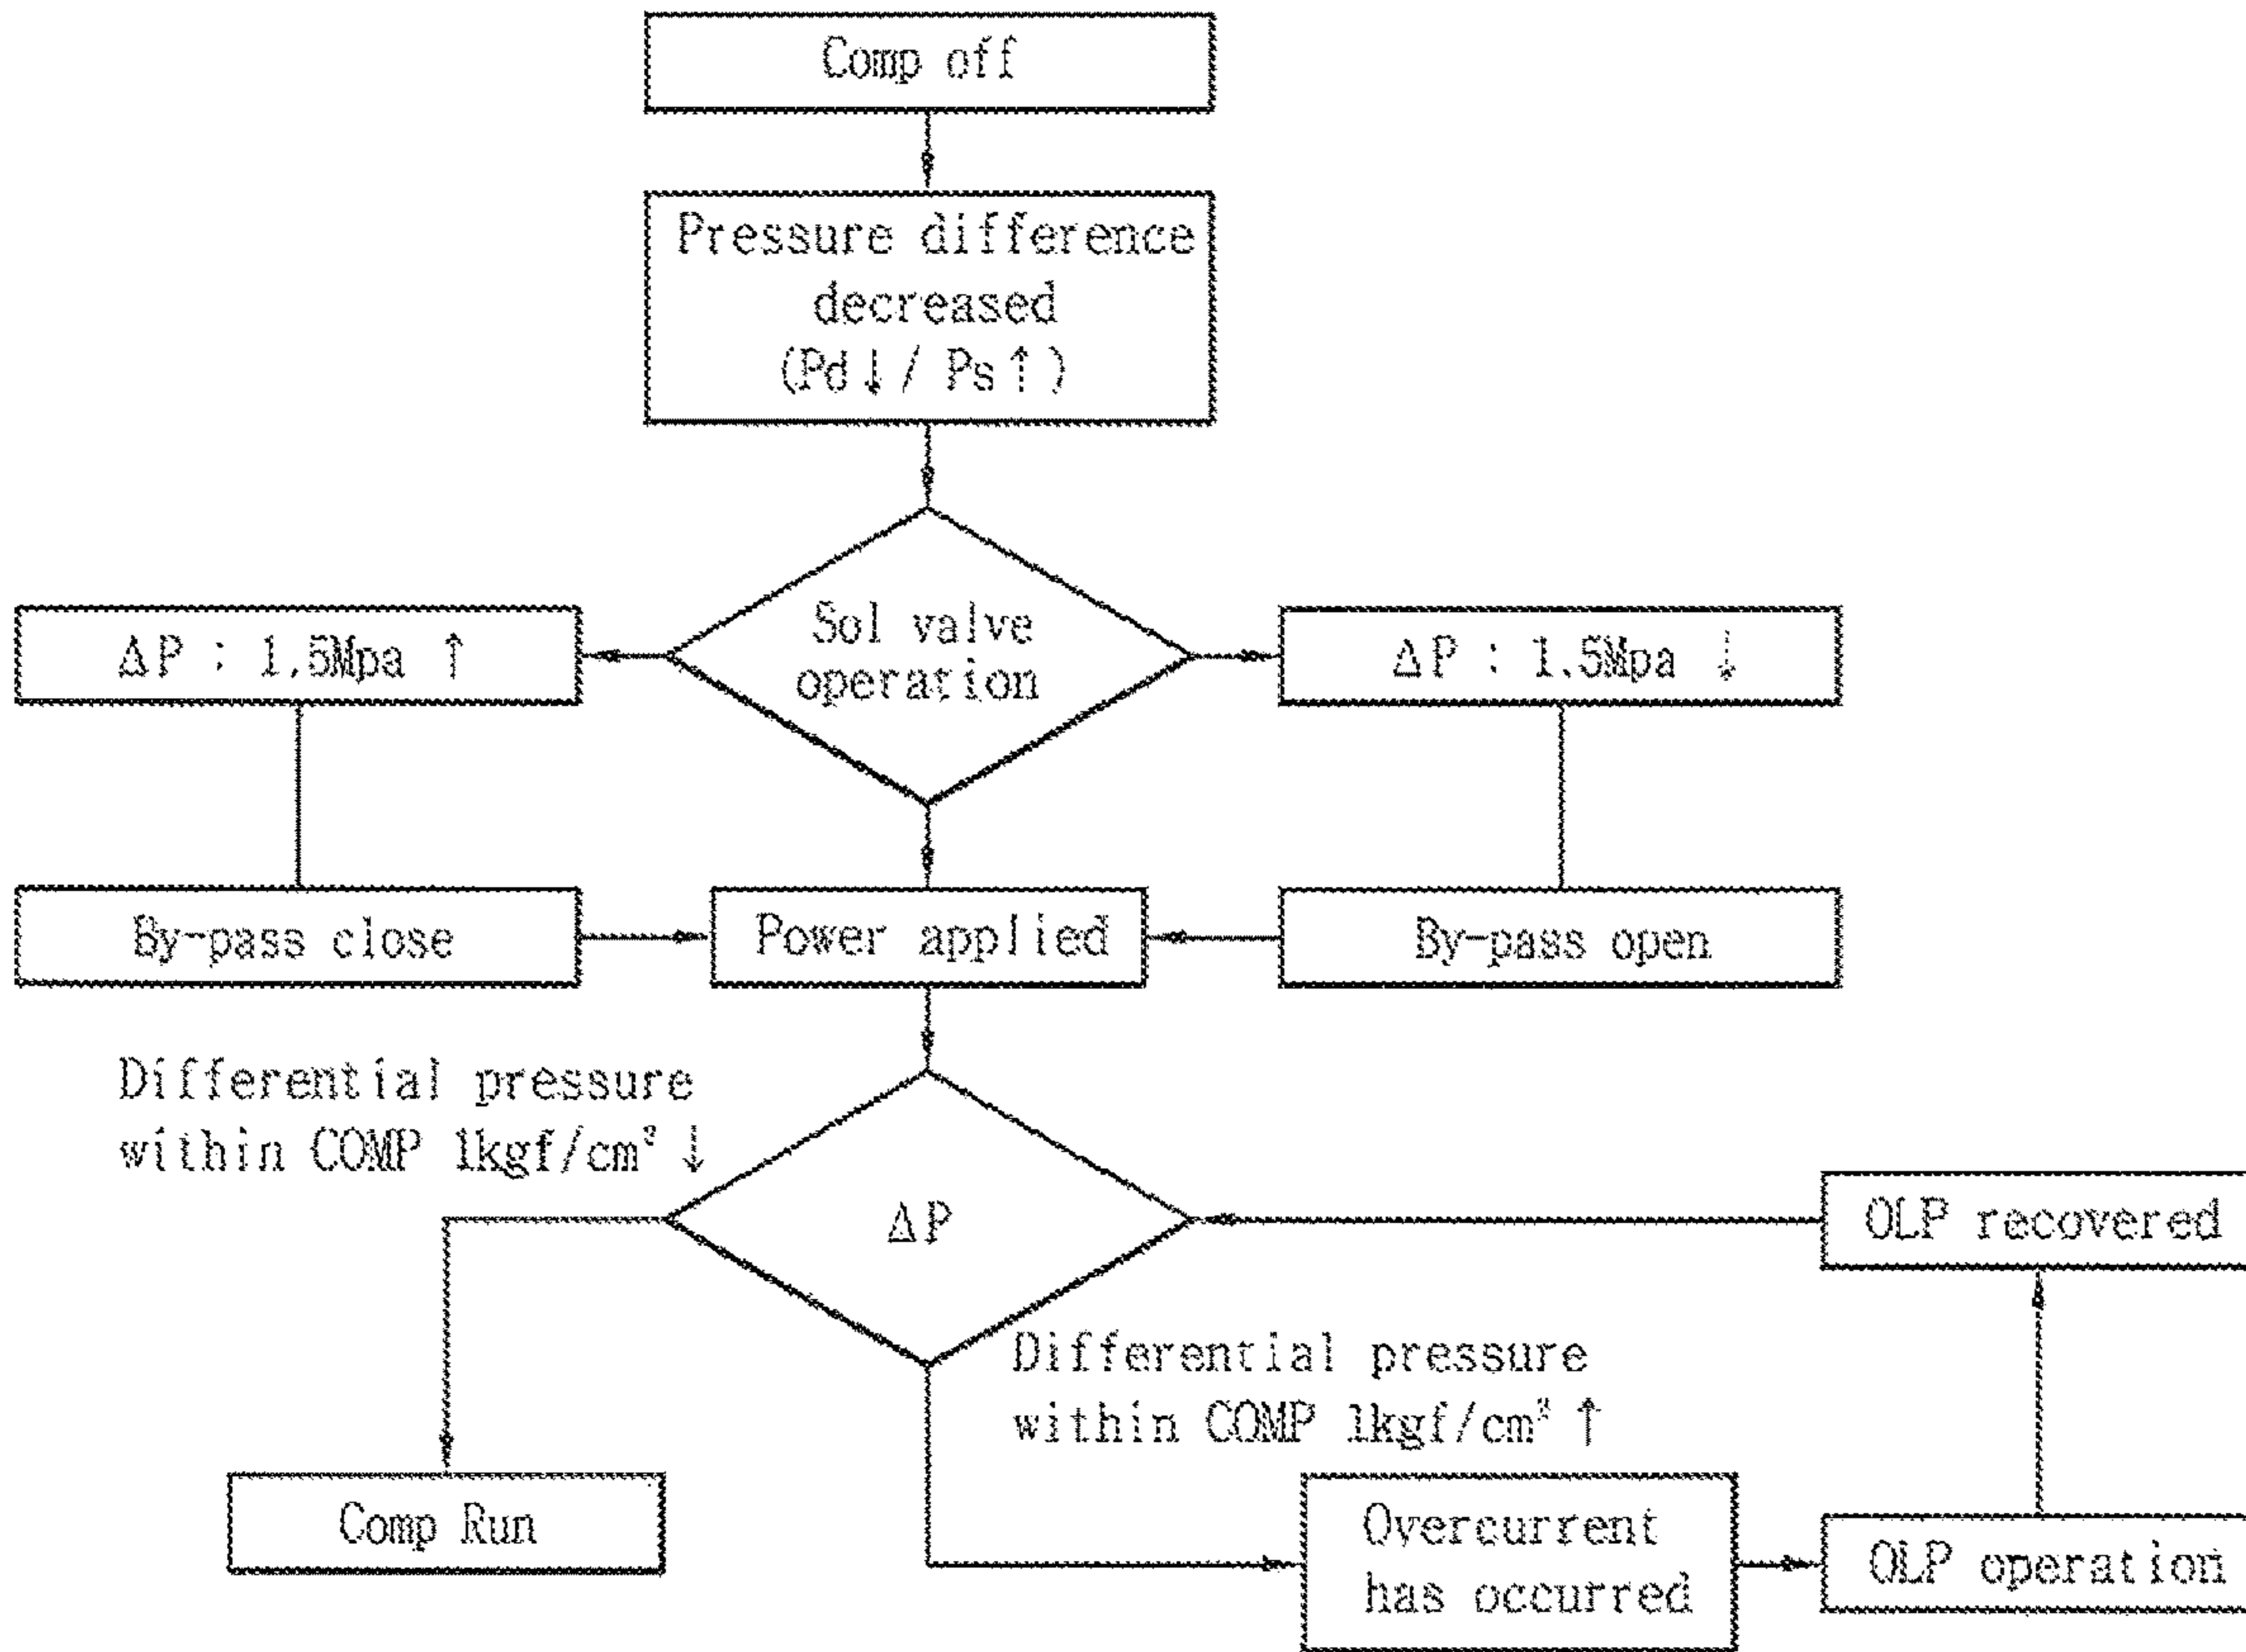 Comp off
Pressure difference
decreased
(Pd↓/ Ps↑)
Sol valve
operation
ΔP : 1.5Mpa ↑
ΔP : 1.5Mpa ↓
By-pass close
Power applied
By-pass open
Differential pressure
within COMP 1kgf/cm² ↓
ΔP
OLP recovered
Differential pressure
within COMP 1kgf/cm² ↑
Comp Run
Overcurrent
has occurred
OLP operation